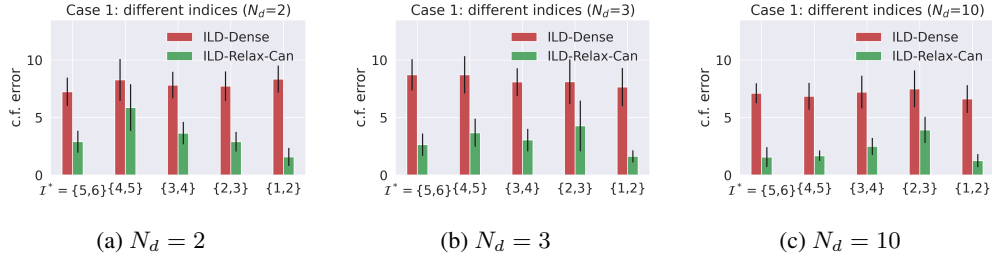 Case 1: different indices (N_d=2)
ILD-Dense
ILD-Relax-Can
c.f. error
10
5
0
I* = {5,6} {4,5} {3,4} {2,3} {1,2}
(a) N_d = 2
Case 1: different indices (N_d=3)
ILD-Dense
ILD-Relax-Can
c.f. error
10
5
0
I* = {5,6} {4,5} {3,4} {2,3} {1,2}
(b) N_d = 3
Case 1: different indices (N_d=10)
ILD-Dense
ILD-Relax-Can
c.f. error
10
5
0
I* = {5,6} {4,5} {3,4} {2,3} {1,2}
(c) N_d = 10